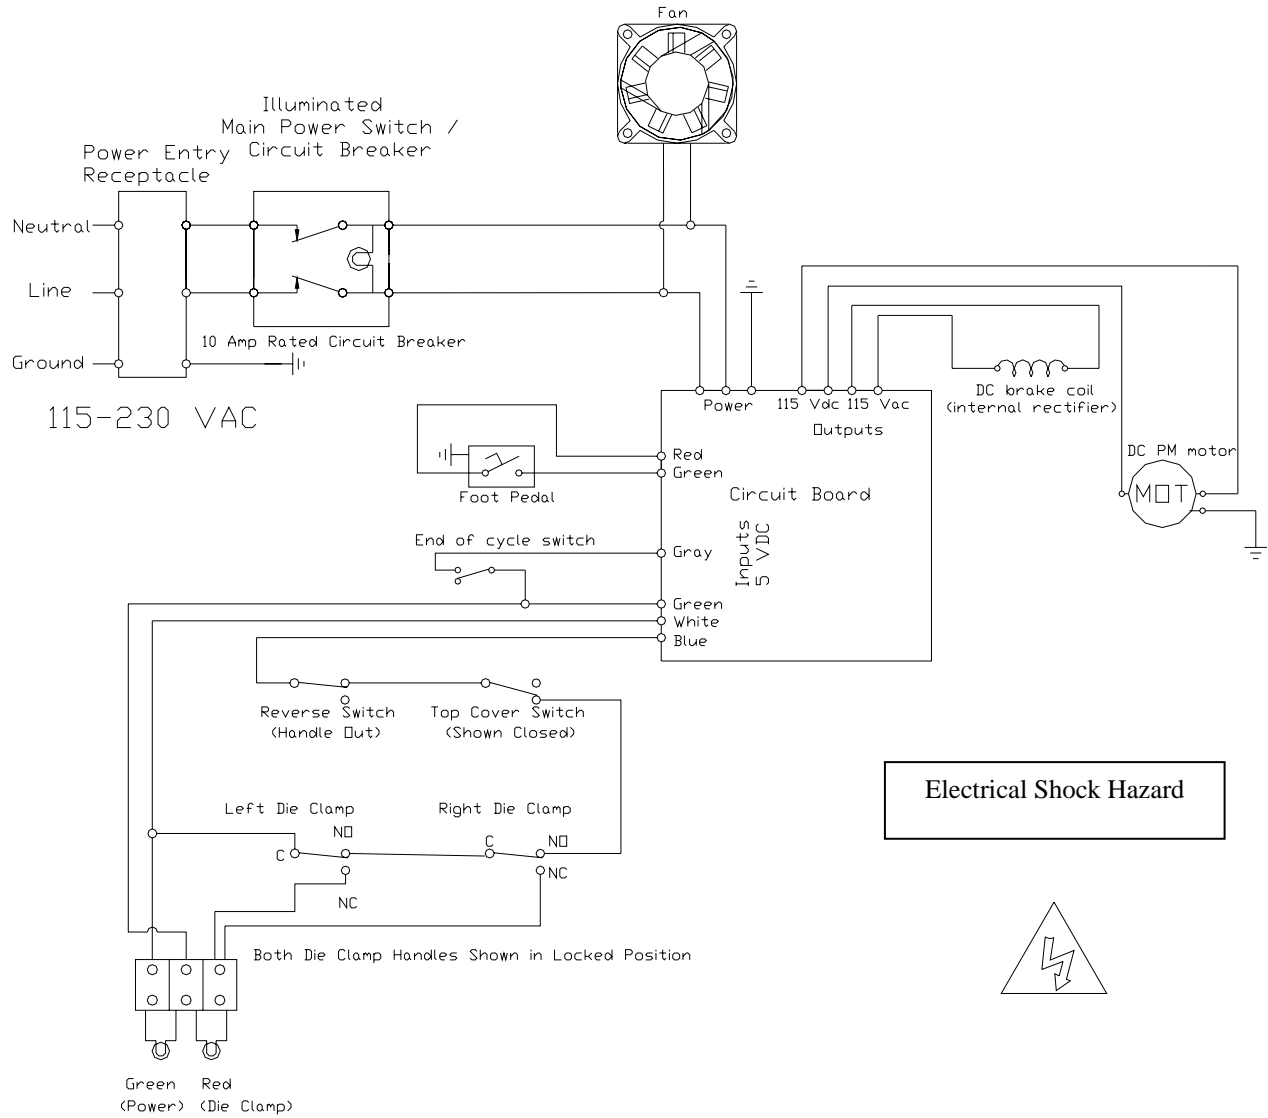 Fan
Illuminated
Main Power Switch /
Circuit Breaker
Power Entry
Receptacle
Neutral
Line
10 Amp Rated Circuit Breaker
Ground
115-230 VAC
Power
115 Vdc
115 Vac
Outputs
DC brake coil
(internal rectifier)
DC PM motor
MOT
Red
Green
Foot Pedal
Circuit Board
Inputs
5 VDC
End of cycle switch
Gray
Green
White
Blue
Reverse Switch
(Handle Out)
Top Cover Switch
(Shown Closed)
Electrical Shock Hazard
Left Die Clamp
Right Die Clamp
NO
C
C
NO
NC
NC
Both Die Clamp Handles Shown in Locked Position
Green
(Power)
Red
(Die Clamp)